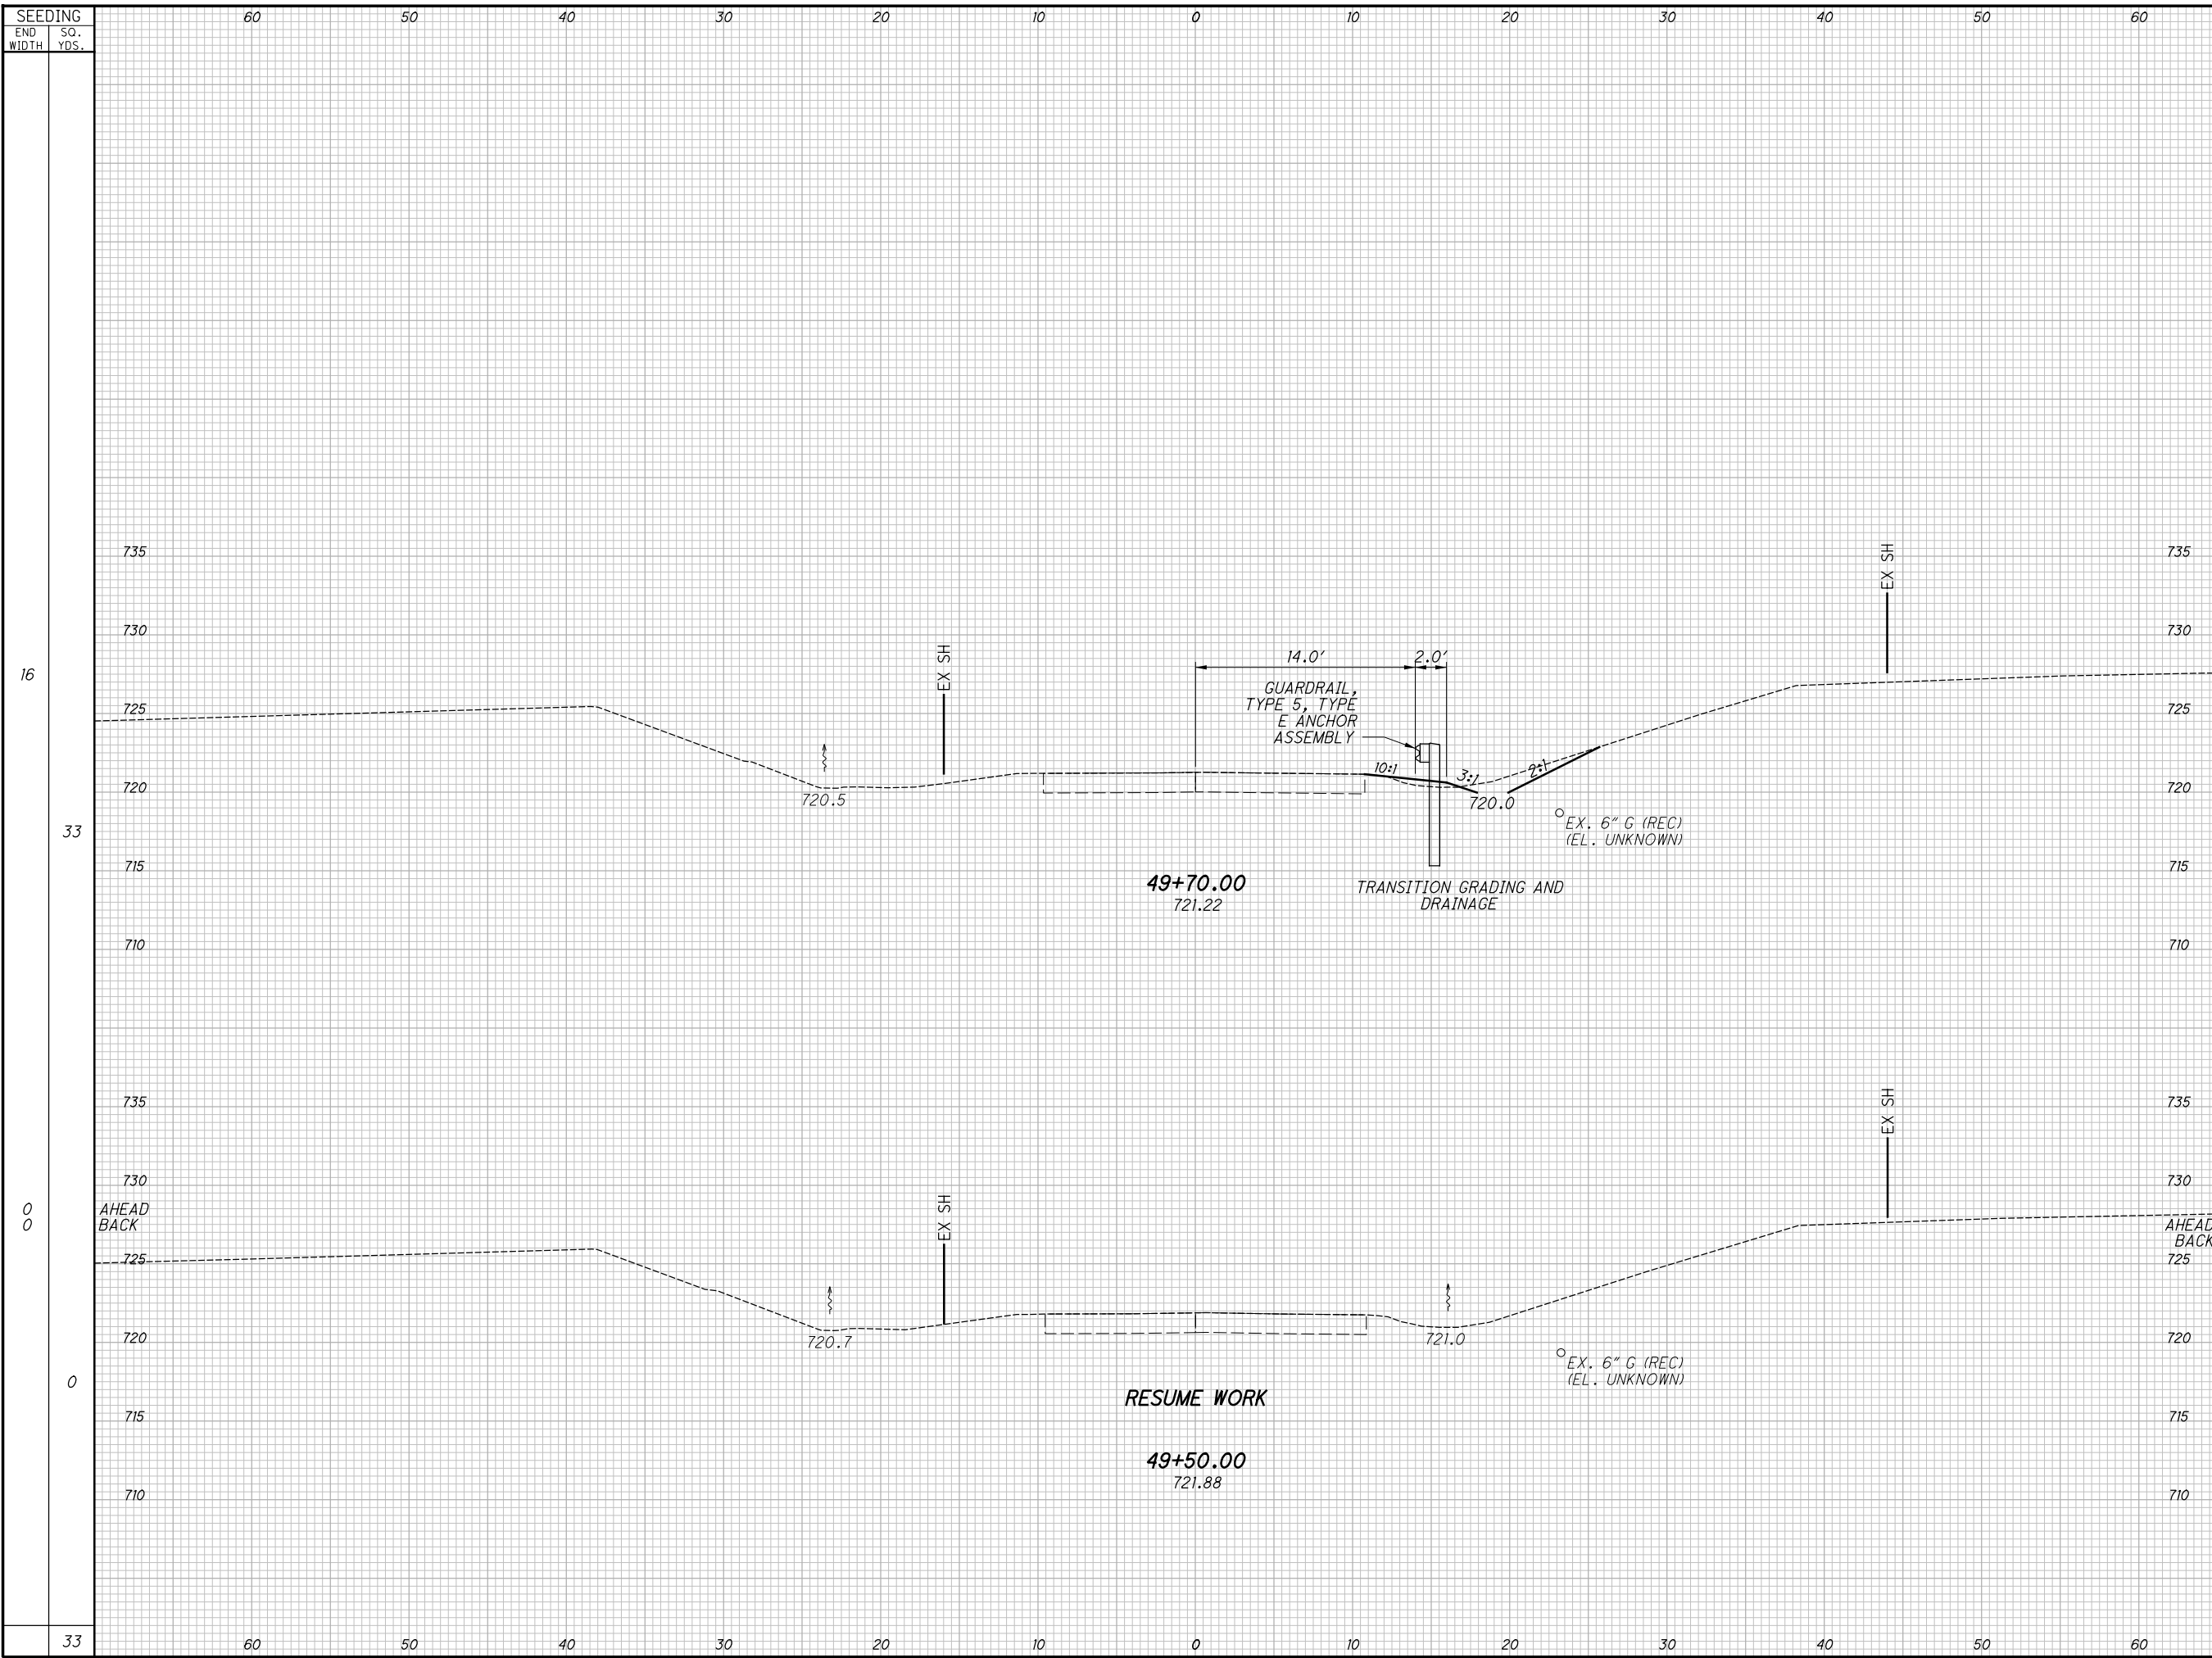 SEEDING
END WIDTH SQ. YDS.
60 50 40 30 20 10 0 10 20 30 40 50 60
735 EX SH 735
730 EX SH 14.0' 2.0' 730
16
GUARDRAIL,
TYPE 5, TYPE
E ANCHOR
ASSEMBLY
725 725
10:1 3:1 2:1
720 720
720.5 720.0
33
EX. 6" G (REC)
(EL. UNKNOWN)
715 715
49+70.00
721.22
TRANSITION GRADING AND
DRAINAGE
710 710
735 EX SH 735
730 EX SH 730
0 AHEAD AHEAD
0 BACK BACK
725 725
720 720
720.7 721.0
EX. 6" G (REC)
(EL. UNKNOWN)
0
RESUME WORK
715 715
49+50.00
721.88
710 710
33
60 50 40 30 20 10 0 10 20 30 40 50 60